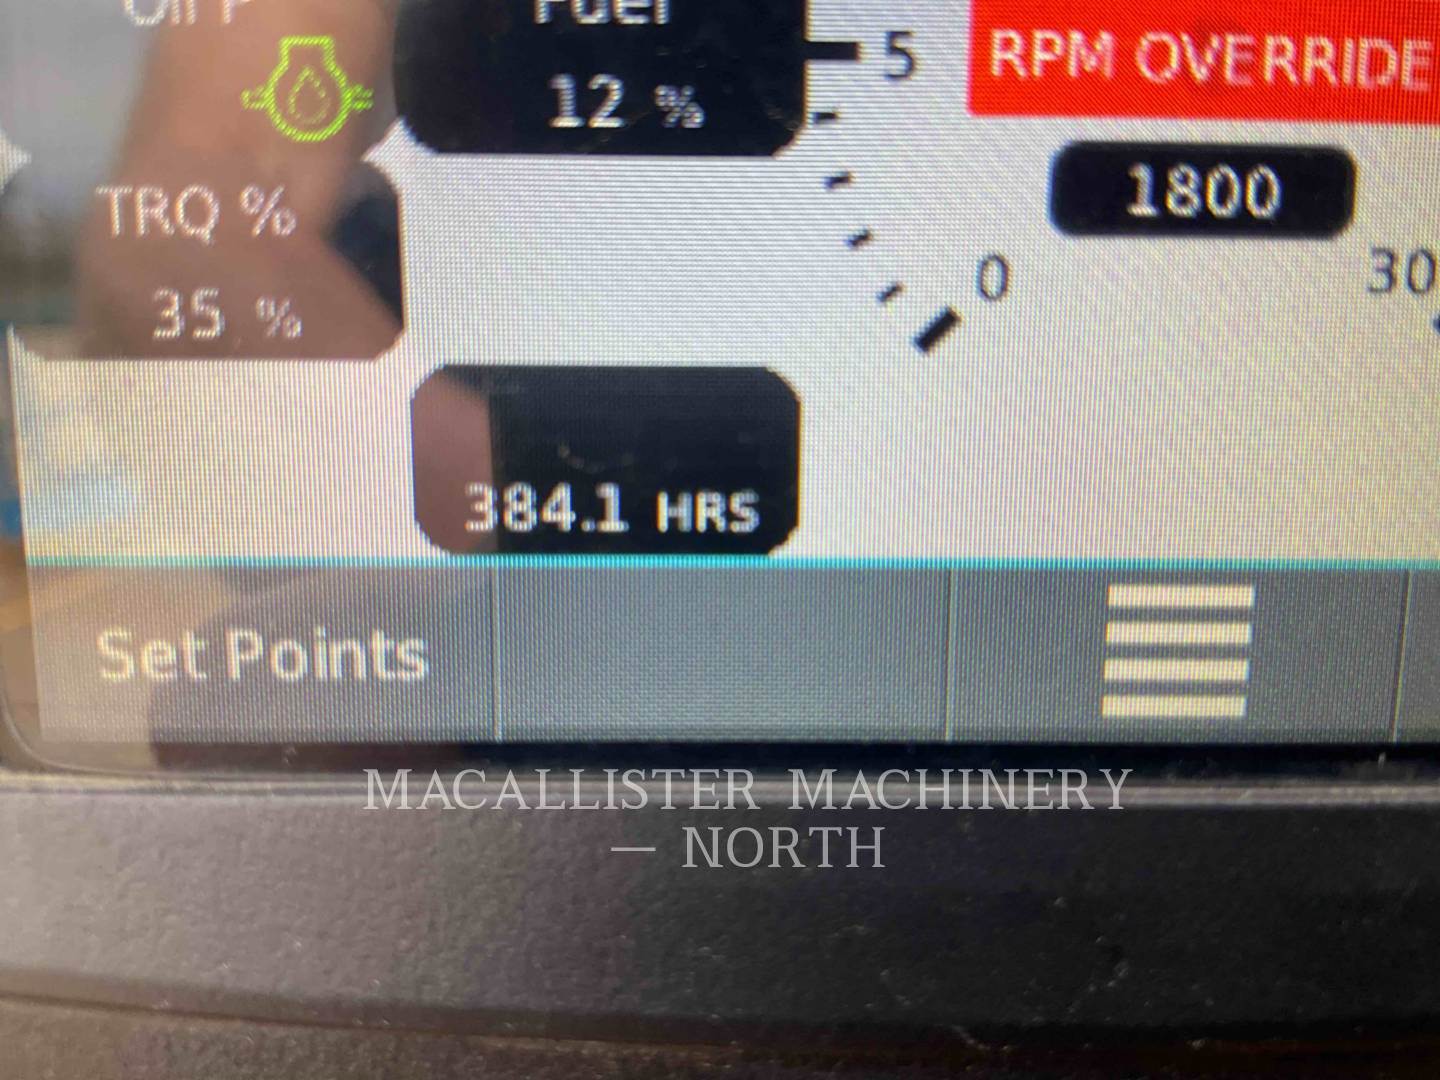 Fuel
12 %
5
RPM OVERRIDE
1800
0
30
TRQ %
35 %
384.1 HRS
Set Points
MACALLISTER MACHINERY
— NORTH